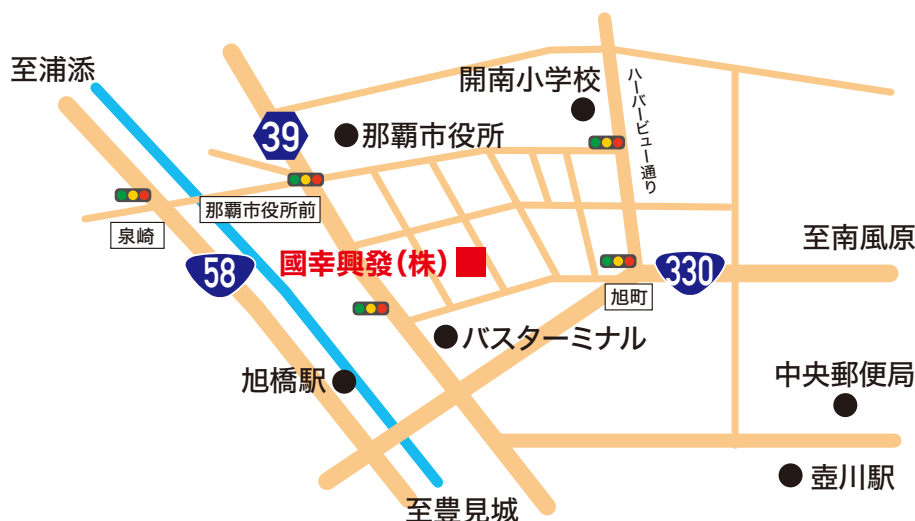 至浦添
開南小学校
ハーバービュー通り
39
那覇市役所
那覇市役所前
泉崎
至南風原
國幸興發(株)
58
330
旭町
バスターミナル
旭橋駅
中央郵便局
壺川駅
至豊見城